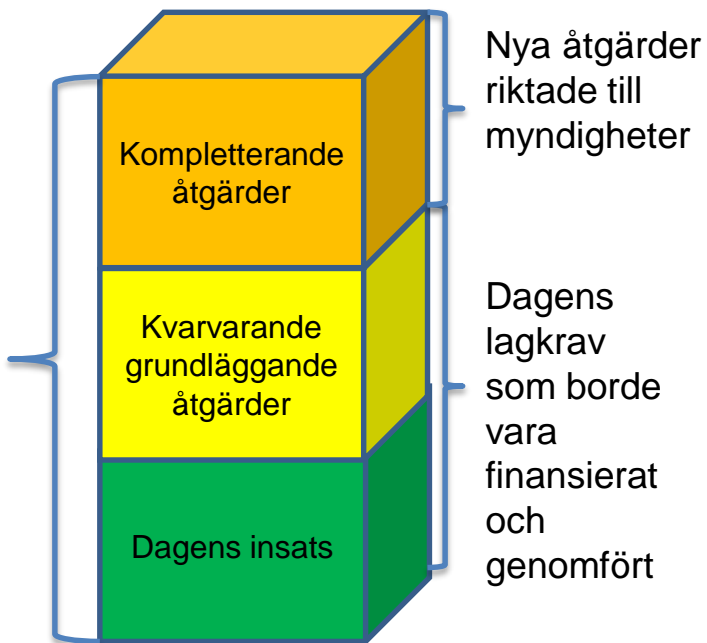 Kompletterande
åtgärder
Kvarvarande
grundläggande
åtgärder
Dagens insats
Nya åtgärder
riktade till
myndigheter
Dagens
lagkrav
som borde
vara
finansierat
och
genomfört